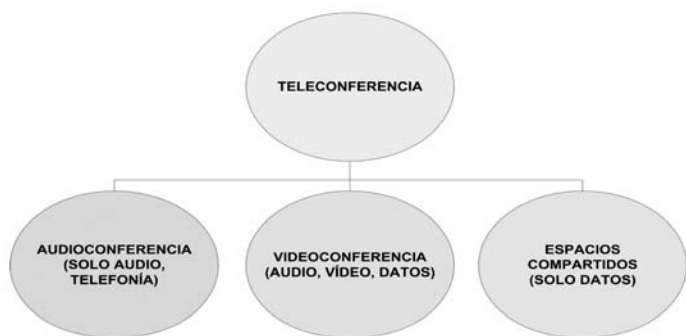 TELECONFERENCIA
AUDIOCONFERENCIA
(SOLO AUDIO,
TELEFONÍA)
VIDEOCONFERENCIA
(AUDIO, VÍDEO, DATOS)
ESPACIOS
COMPARTIDOS
(SOLO DATOS)